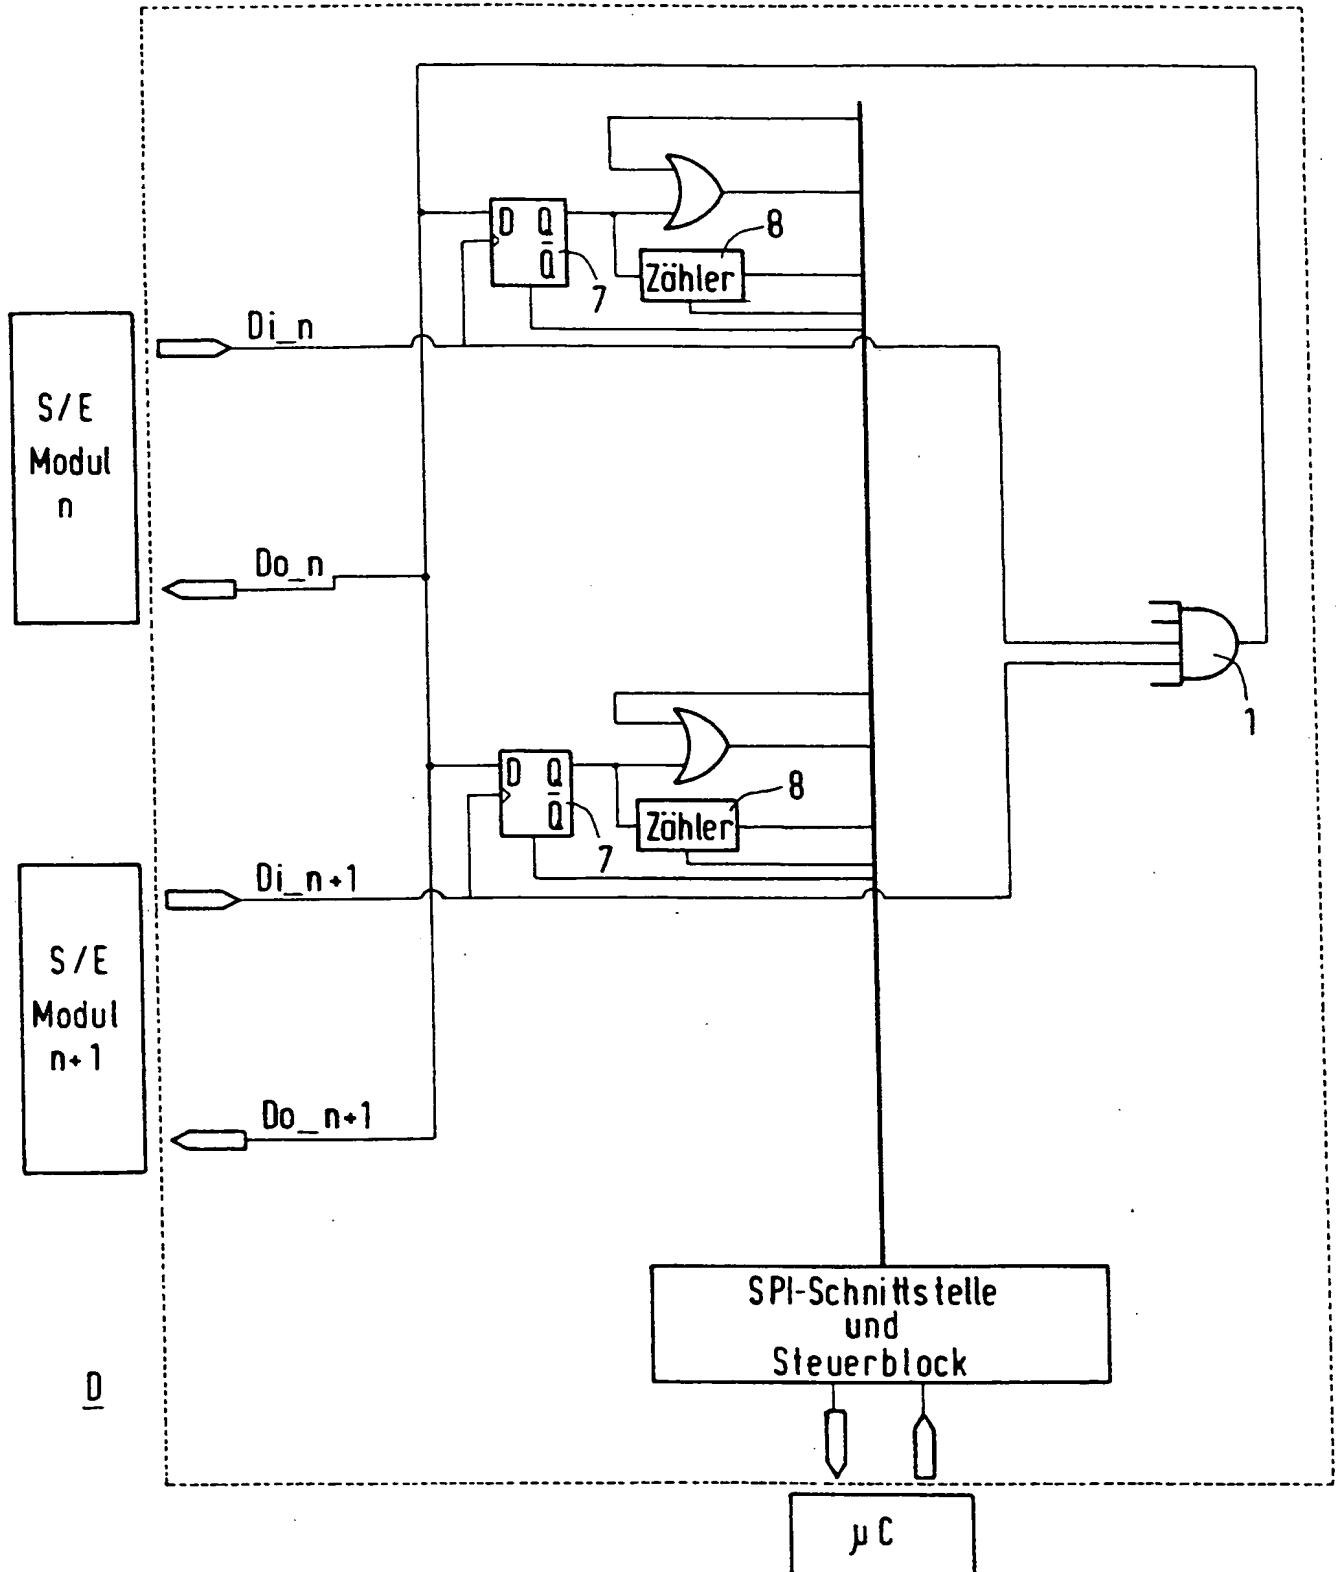 D Q
Q
7
8
Zähler
Di_n
S/E
Modul
n
Do_n
1
D Q
Q
7
8
Zähler
Di_n+1
S/E
Modul
n+1
Do_n+1
SPI-Schnittstelle
und
Steuerblock
D
µC